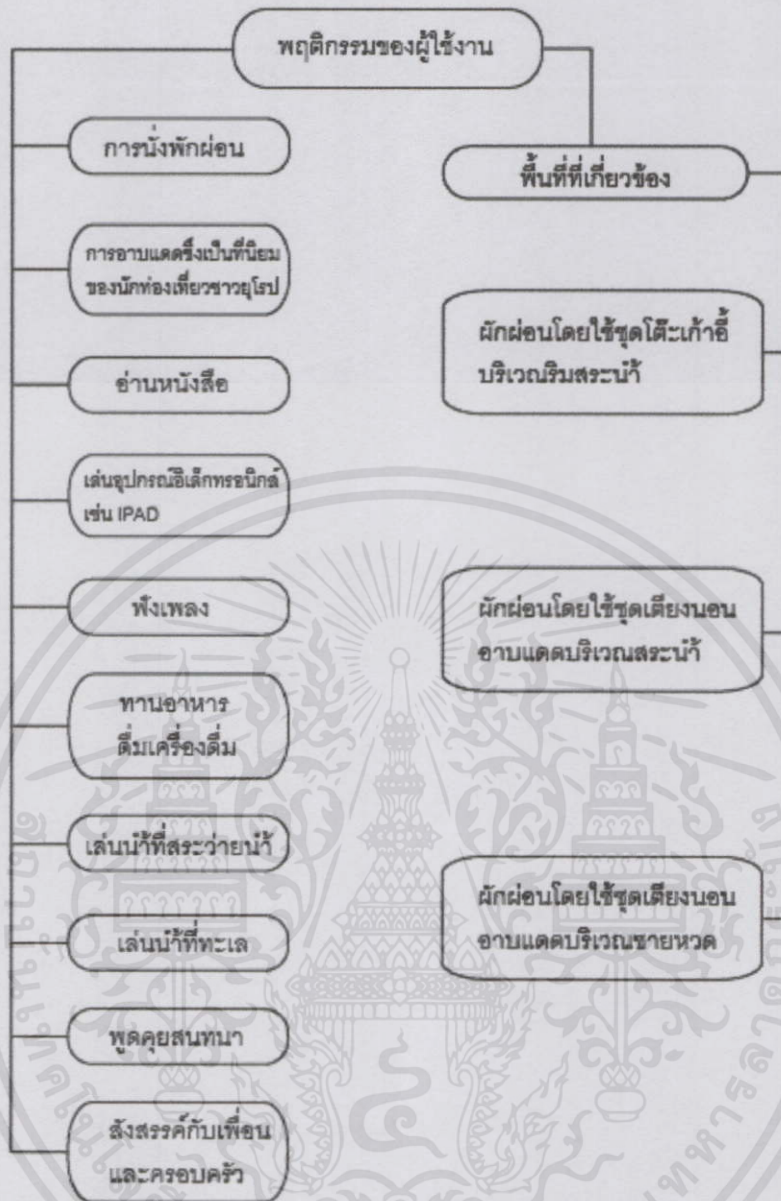 พฤติกรรมของผู้ใช้งาน
การนั่งพักผ่อน
การอาบแดดซึ่งเป็นที่นิยม
ของนักท่องเที่ยวชาวยุโรป
อ่านหนังสือ
เล่นอุปกรณ์อิเล็กทรอนิกส์
เช่น IPAD
ฟังเพลง
ทานอาหาร
ดื่มเครื่องดื่ม
เล่นน้ำที่สระว่ายน้ำ
เล่นน้ำที่ทะเล
พูดคุยสนทนา
สังสรรค์กับเพื่อน
และครอบครัว
พื้นที่ที่เกี่ยวข้อง
ผักผ่อนโดยใช้ชุดโต๊ะเก้าอี้
บริเวณริมสระน้ำ
ผักผ่อนโดยใช้ชุดเตียงนอน
อาบแดดบริเวณสระน้ำ
ผักผ่อนโดยใช้ชุดเตียงนอน
อาบแดดบริเวณชายหวด